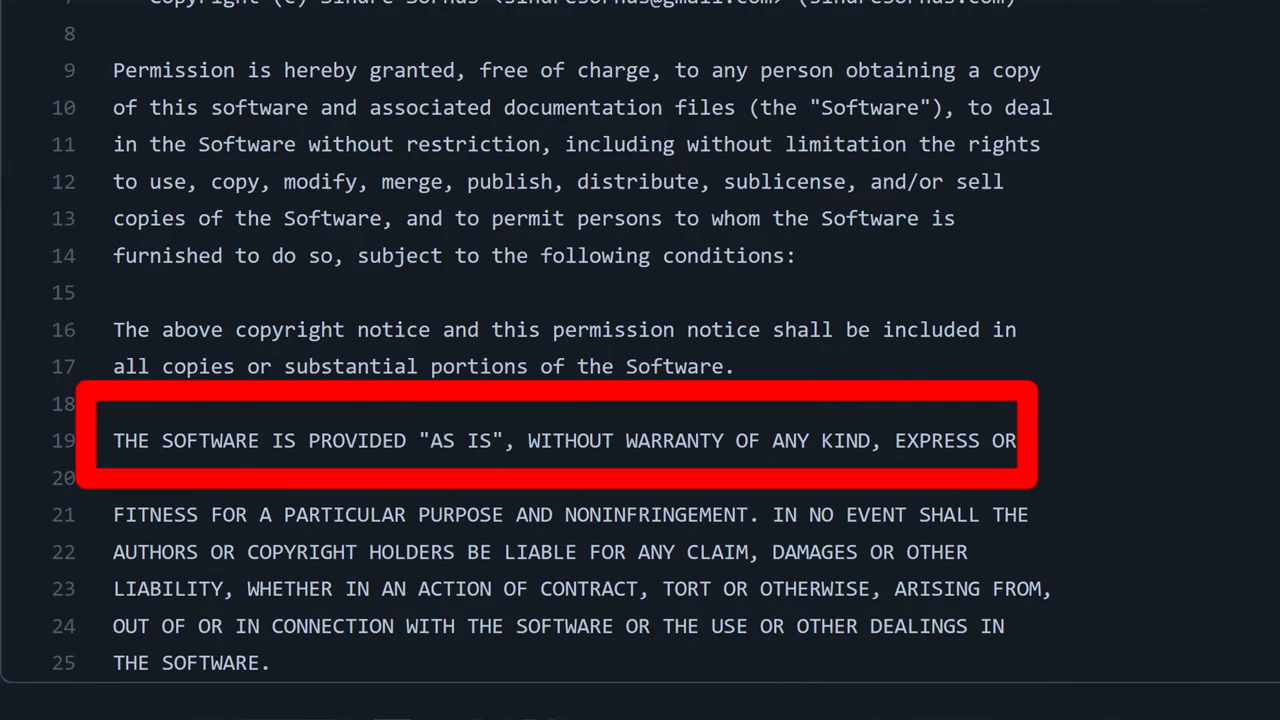 8
9 Permission is hereby granted, free of charge, to any person obtaining a copy
10 of this software and associated documentation files (the "Software"), to deal
11 in the Software without restriction, including without limitation the rights
12 to use, copy, modify, merge, publish, distribute, sublicense, and/or sell
13 copies of the Software, and to permit persons to whom the Software is
14 furnished to do so, subject to the following conditions:
15
16 The above copyright notice and this permission notice shall be included in
17 all copies or substantial portions of the Software.
18
19 THE SOFTWARE IS PROVIDED "AS IS", WITHOUT WARRANTY OF ANY KIND, EXPRESS OR
20
21 FITNESS FOR A PARTICULAR PURPOSE AND NONINFRINGEMENT. IN NO EVENT SHALL THE
22 AUTHORS OR COPYRIGHT HOLDERS BE LIABLE FOR ANY CLAIM, DAMAGES OR OTHER
23 LIABILITY, WHETHER IN AN ACTION OF CONTRACT, TORT OR OTHERWISE, ARISING FROM,
24 OUT OF OR IN CONNECTION WITH THE SOFTWARE OR THE USE OR OTHER DEALINGS IN
25 THE SOFTWARE.